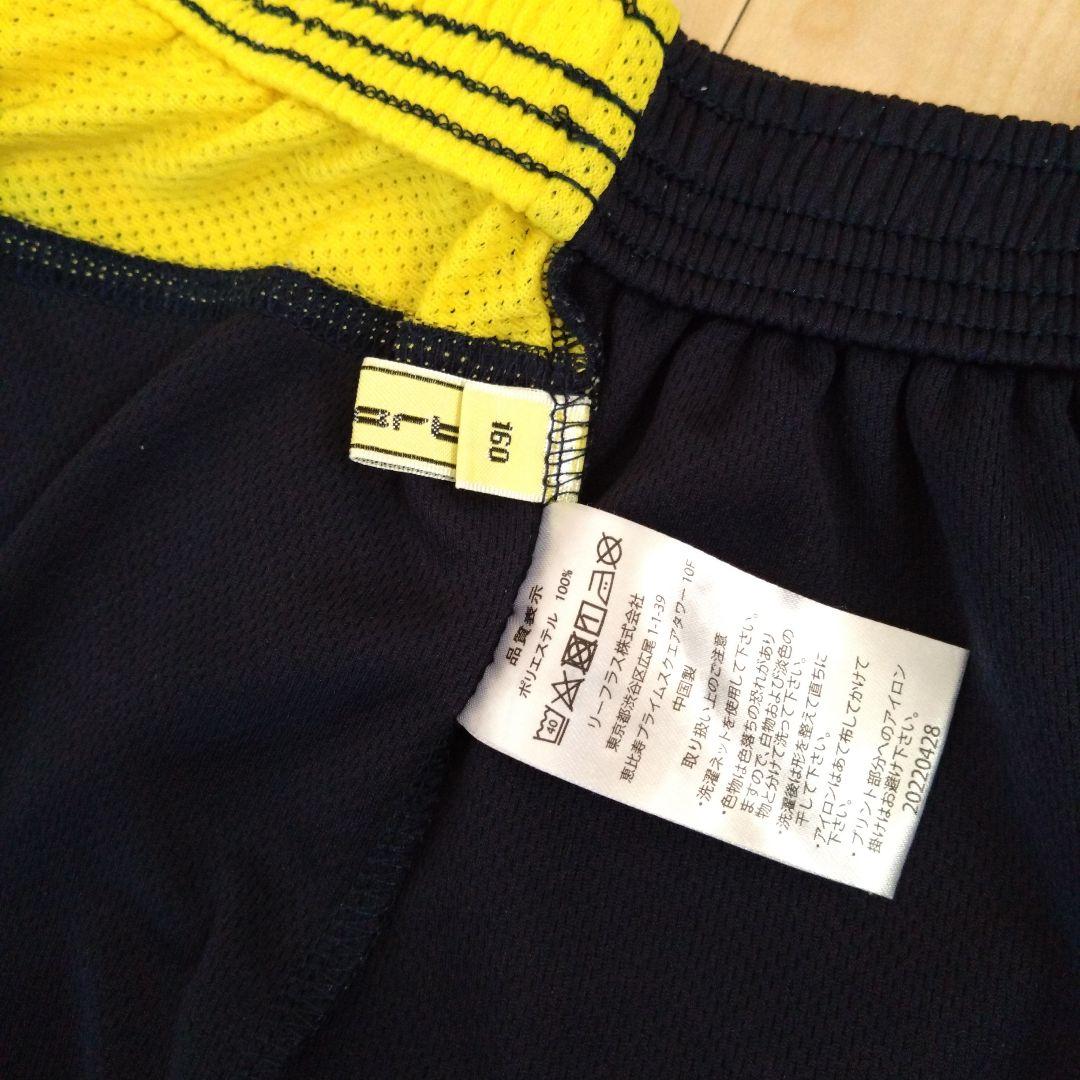 160
品質表示
ポリエステル 100%
40
リーフラス株式会社
東京都渋谷区広尾 1-1-39
恵比寿プライムスクエアタワー 10F
中国製
取り扱い上のご注意
・洗濯ネットを使用して下さい。
・色物は色落ちの恐れがあり
ますので、白物および淡色の
物と分けて洗って下さい。
・洗濯後は形を整えて直ちに
干して下さい。
・アイロンはあて布してかけて
下さい。
・プリント部分へのアイロン
掛けはお避け下さい。
20220428